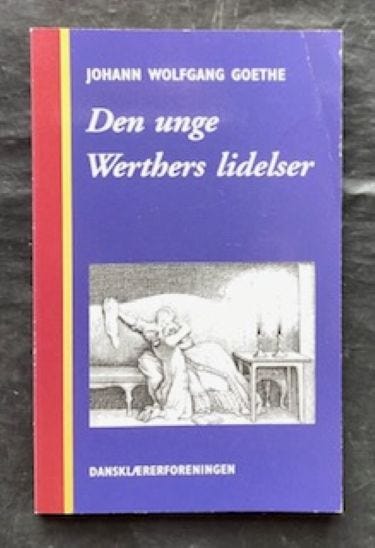 JOHANN WOLFGANG GOETHE
Den unge
Werthers lidelser
DANSKLÆRERFORENINGEN